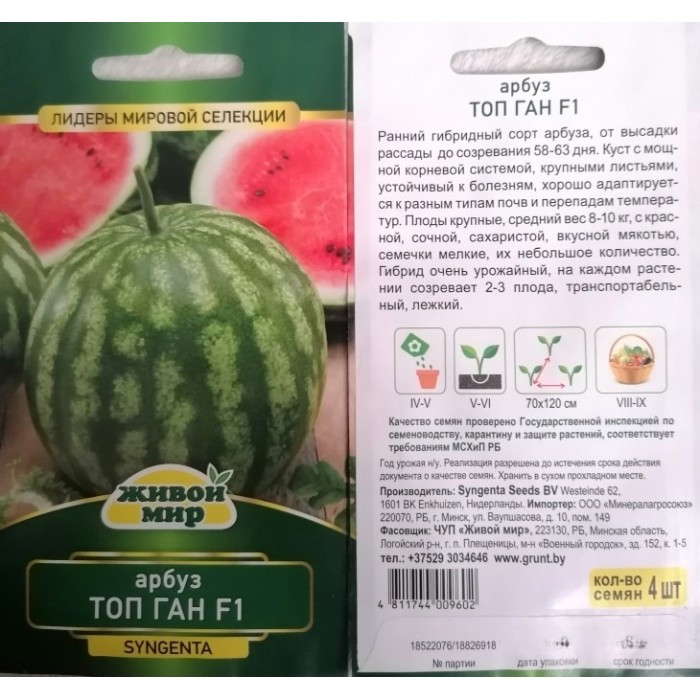 ЛИДЕРЫ МИРОВОЙ СЕЛЕКЦИИ
ЖИВОЙ
МИР
арбуз
ТОП ГАН F1
SYNGENTA
арбуз
ТОП ГАН F1
Ранний гибридный сорт арбуза, от высадки
рассады до созревания 58-63 дня. Куст с мощ-
ной корневой системой, крупными листьями,
устойчивый к болезням, хорошо адаптирует-
ся к разным типам почв и перепадам темпера-
тур. Плоды крупные, средний вес 8-10 кг, с крас-
ной, сочной, сахаристой, вкусной мякотью,
семечки мелкие, их небольшое количество.
Гибрид очень урожайный, на каждом расте-
нии созревает 2-3 плода, транспортабель-
ный, лежкий.
IV-V V-VI 70х120 см VIII-IX
Качество семян проверено Государственной инспекцией по
семеноводству, карантину и защите растений, соответствует
требованиям МСХиП РБ
Год урожая н/у. Реализация разрешена до истечения срока действия
документа о качестве семян. Хранить в сухом прохладном месте.
Производитель: Syngenta Seeds BV Westeinde 62,
1601 BK Enkhuizen, Нидерланды. Импортер: ООО «Минералагросоюз»
220070, РБ, г. Минск, ул. Ваупшасова, д. 10, пом. 149
Фасовщик: ЧУП «Живой мир», 223130, РБ, Минская область,
Логойский р-н, г. п. Плещеницы, м-н «Военный городок», зд. 152, к. 1-5
тел.: +37529 3034646 www.grunt.by
4 811744 009602
кол-во
семян 4 шт
18522076/18826918
№ партии дата упаковки срок годности